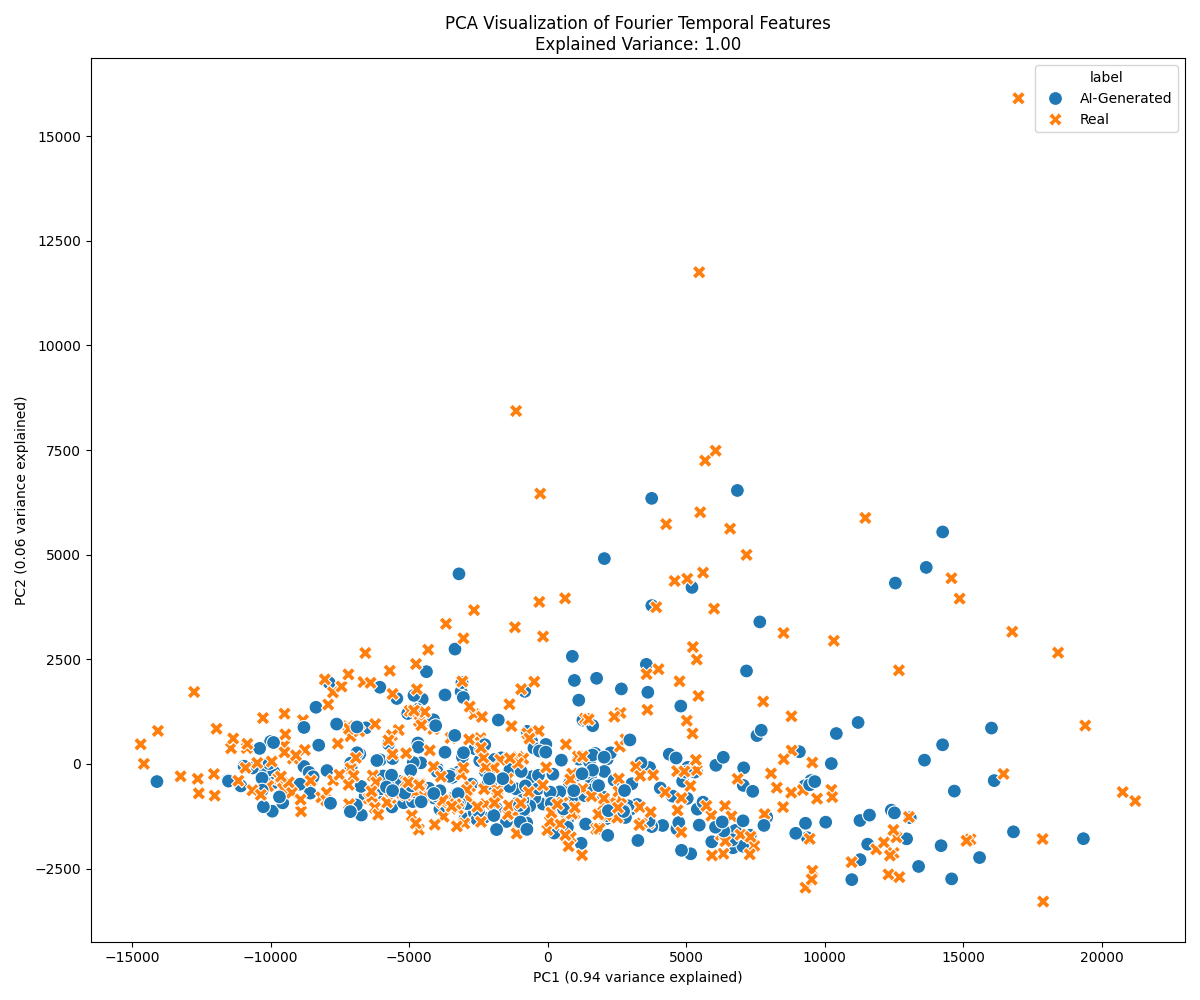 PCA Visualization of Fourier Temporal Features
Explained Variance: 1.00
label
AI-Generated
Real
15000
12500
10000
7500
5000
2500
0
−2500
PC2 (0.06 variance explained)
−15000 −10000 −5000 0 5000 10000 15000 20000
PC1 (0.94 variance explained)